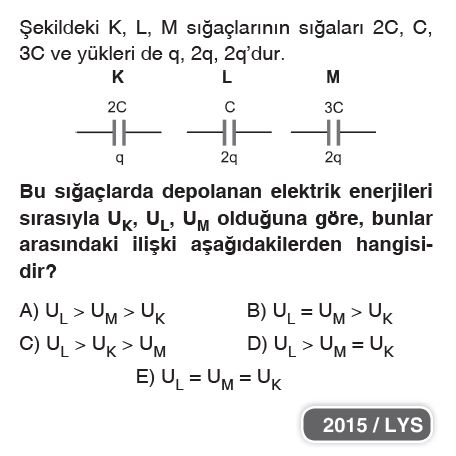 Şekildeki K, L, M sığaçlarının sığaları 2C, C,
3C ve yükleri de q, 2q, 2q'dur.
K L M
2C C 3C
q 2q 2q
Bu sığaçlarda depolanan elektrik enerjileri
sırasıyla U_K, U_L, U_M olduğuna göre, bunlar
arasındaki ilişki aşağıdakilerden hangisi-
dir?
A) U_L > U_M > U_K B) U_L = U_M > U_K
C) U_L > U_K > U_M D) U_L > U_M = U_K
E) U_L = U_M = U_K
2015 / LYS